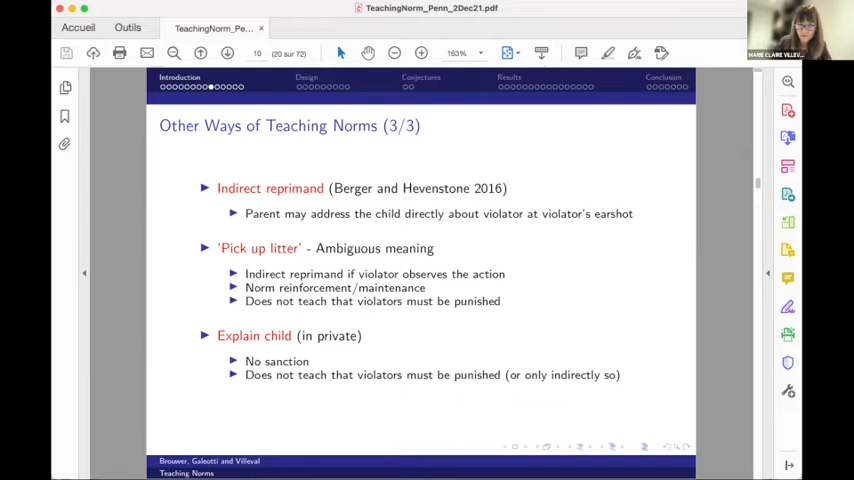 TeachingNorm_Penn_2Dec21.pdf
Accueil
Outils
TeachingNorm_Pe...
×
10
(20 sur 72)
163%
MARIE CLAIRE VILLEV...
Introduction
Design
Conjectures
Results
Conclusion
Other Ways of Teaching Norms (3/3)
Indirect reprimand (Berger and Hevenstone 2016)
Parent may address the child directly about violator at violator's earshot
'Pick up litter' - Ambiguous meaning
Indirect reprimand if violator observes the action
Norm reinforcement/maintenance
Does not teach that violators must be punished
Explain child (in private)
No sanction
Does not teach that violators must be punished (or only indirectly so)
Brouwer, Galeotti and Villeval
Teaching Norms